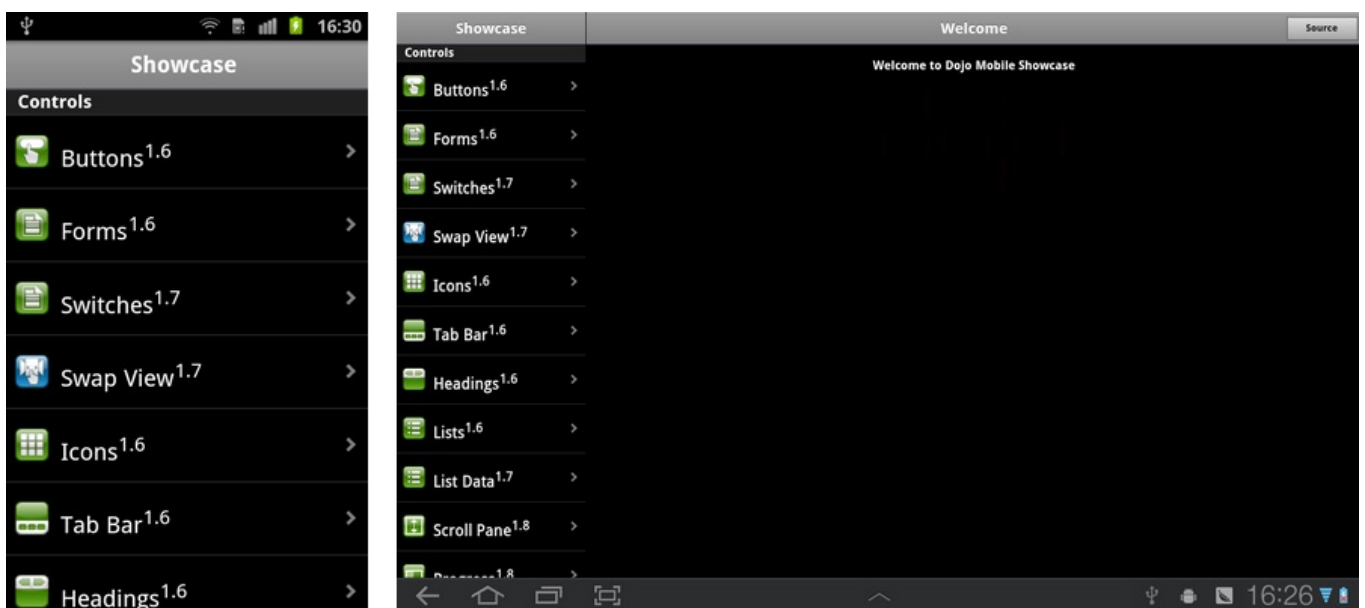 16:30
Showcase
Controls
Buttons1.6
Forms1.6
Switches1.7
Swap View1.7
Icons1.6
Tab Bar1.6
Headings1.6
Showcase
Welcome
Source
Controls
Welcome to Dojo Mobile Showcase
Buttons1.6
Forms1.6
Switches1.7
Swap View1.7
Icons1.6
Tab Bar1.6
Headings1.6
Lists1.6
List Data1.7
Scroll Pane1.8
Progress1.8
16:26